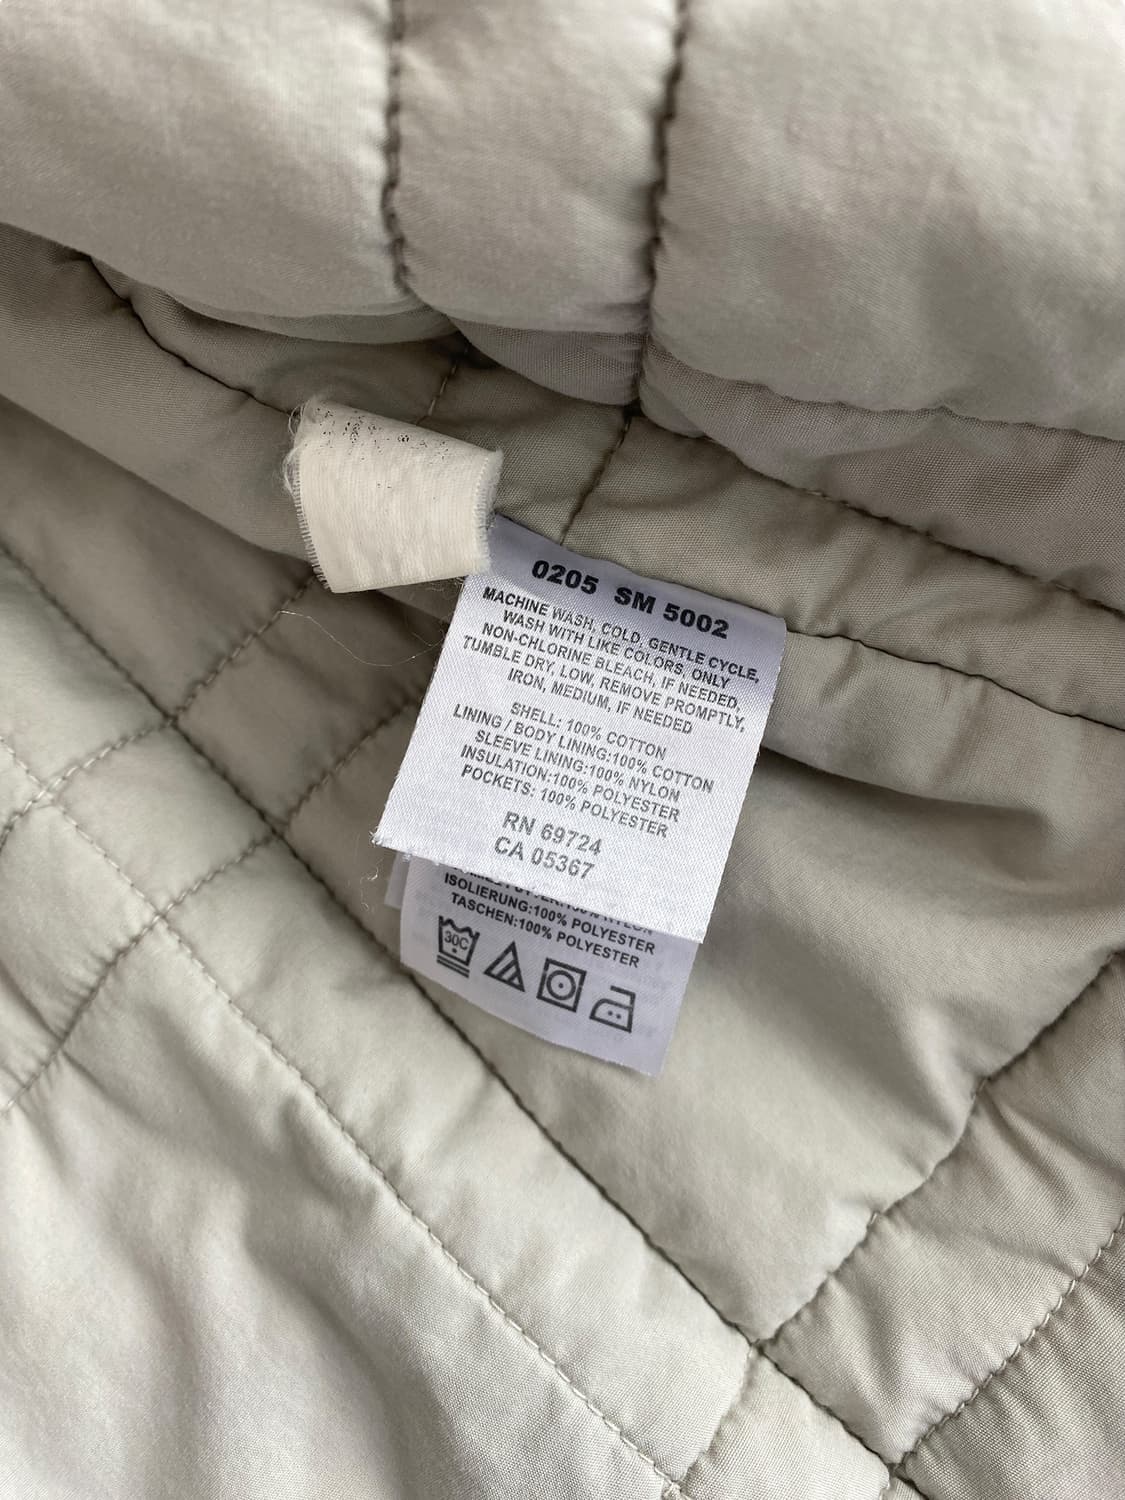 0205 SM 5002
MACHINE WASH, COLD, GENTLE CYCLE,
WASH WITH LIKE COLORS, ONLY
NON-CHLORINE BLEACH, IF NEEDED,
TUMBLE DRY, LOW, REMOVE PROMPTLY,
IRON, MEDIUM, IF NEEDED
SHELL: 100% COTTON
LINING / BODY LINING:100% COTTON
SLEEVE LINING:100% NYLON
INSULATION:100% POLYESTER
POCKETS: 100% POLYESTER
RN 69724
CA 05367
ISOLIERUNG:100% POLYESTER
TASCHEN:100% POLYESTER
30C